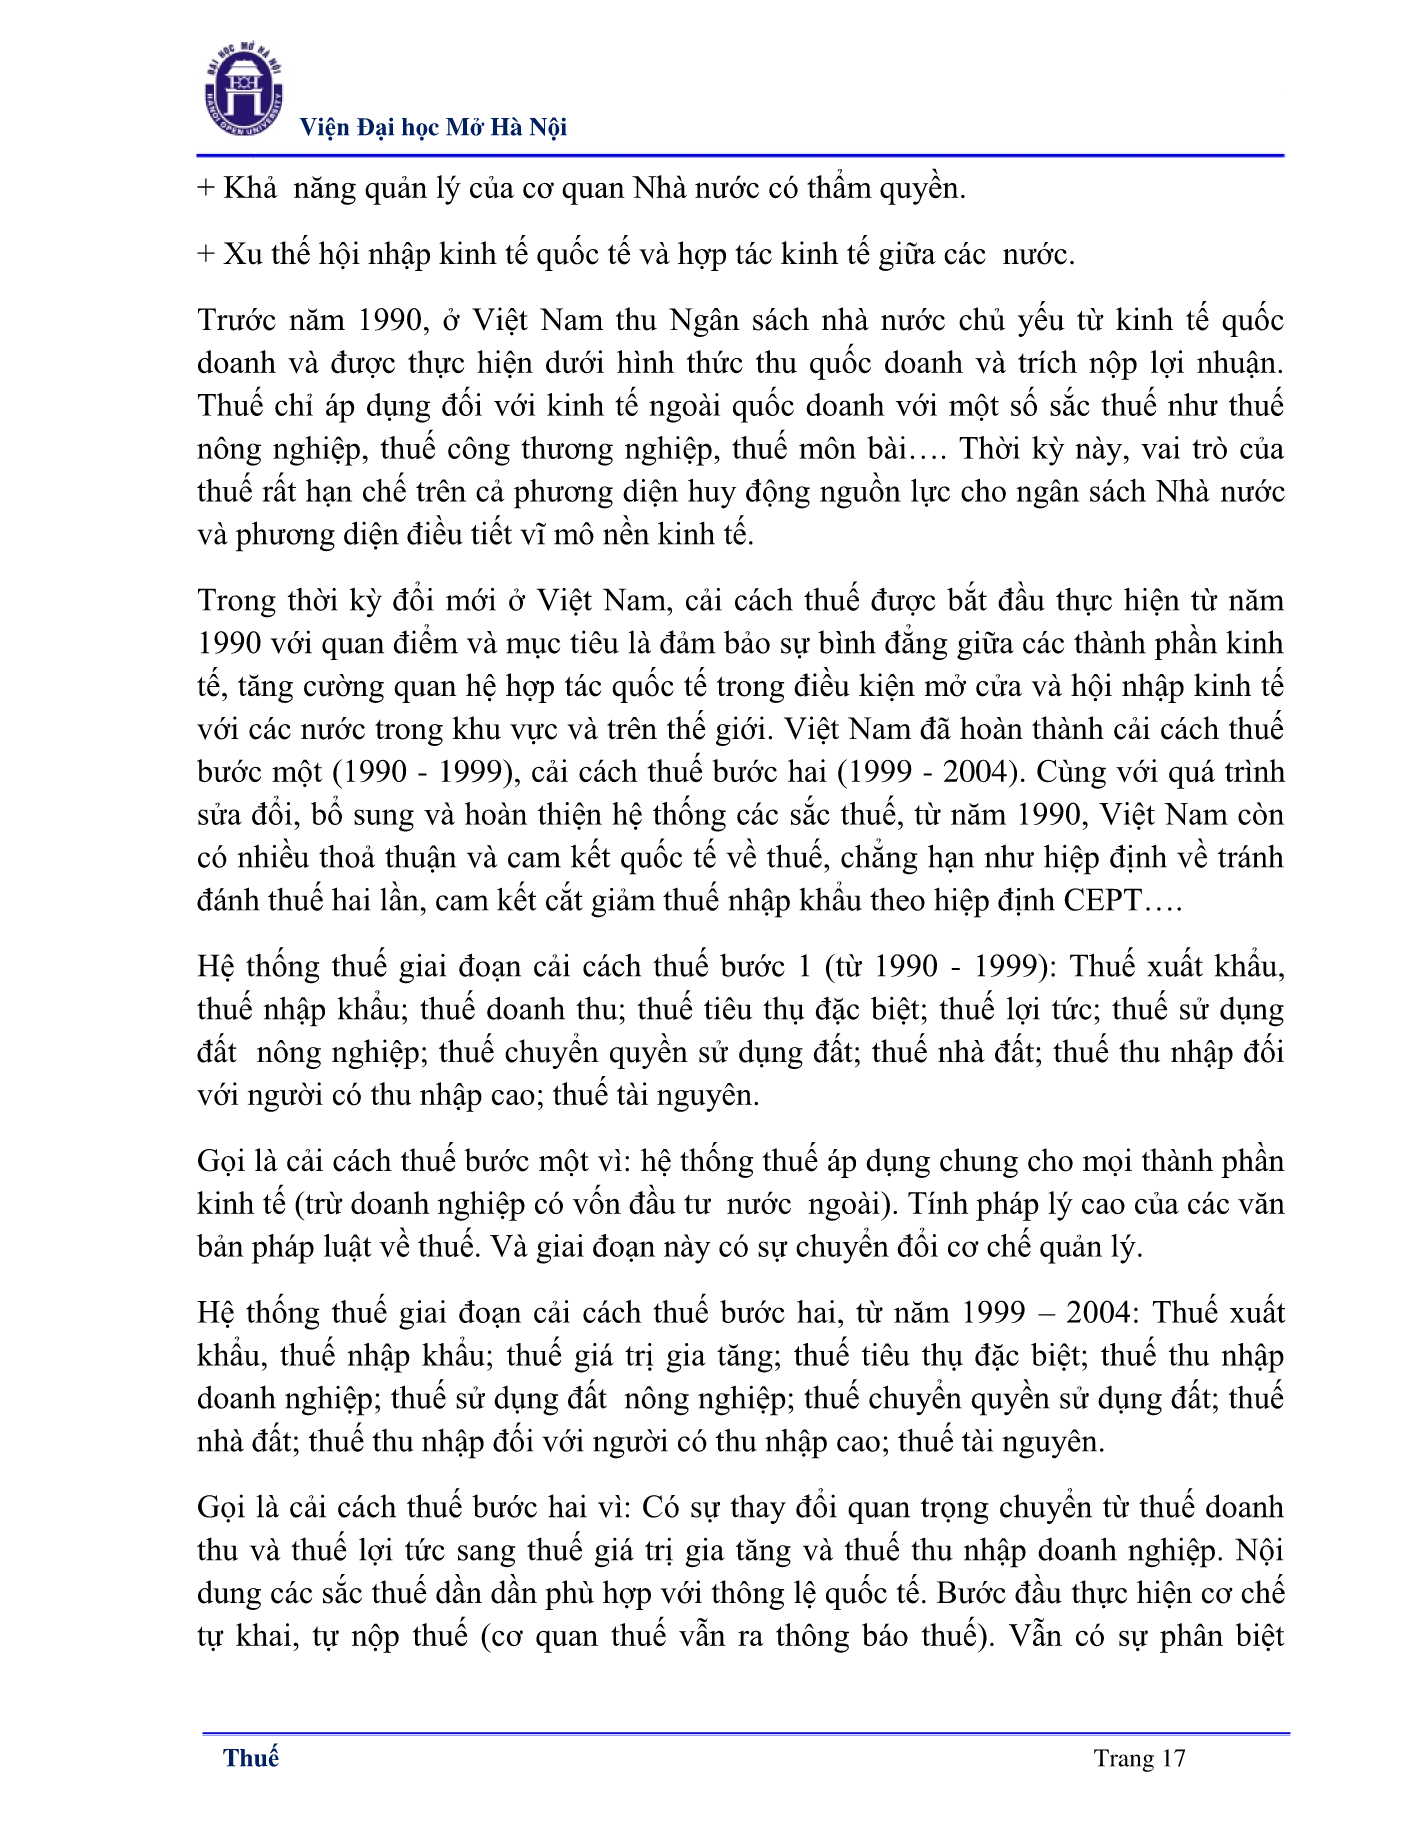 ĐẠI HỌC MỞ HÀ NỘI
HANOI OPEN UNIVERSITY
Viện Đại học Mở Hà Nội
+ Khả năng quản lý của cơ quan Nhà nước có thẩm quyền.
+ Xu thế hội nhập kinh tế quốc tế và hợp tác kinh tế giữa các nước.
Trước năm 1990, ở Việt Nam thu Ngân sách nhà nước chủ yếu từ kinh tế quốc
doanh và được thực hiện dưới hình thức thu quốc doanh và trích nộp lợi nhuận.
Thuế chỉ áp dụng đối với kinh tế ngoài quốc doanh với một số sắc thuế như thuế
nông nghiệp, thuế công thương nghiệp, thuế môn bài…. Thời kỳ này, vai trò của
thuế rất hạn chế trên cả phương diện huy động nguồn lực cho ngân sách Nhà nước
và phương diện điều tiết vĩ mô nền kinh tế.
Trong thời kỳ đổi mới ở Việt Nam, cải cách thuế được bắt đầu thực hiện từ năm
1990 với quan điểm và mục tiêu là đảm bảo sự bình đẳng giữa các thành phần kinh
tế, tăng cường quan hệ hợp tác quốc tế trong điều kiện mở cửa và hội nhập kinh tế
với các nước trong khu vực và trên thế giới. Việt Nam đã hoàn thành cải cách thuế
bước một (1990 - 1999), cải cách thuế bước hai (1999 - 2004). Cùng với quá trình
sửa đổi, bổ sung và hoàn thiện hệ thống các sắc thuế, từ năm 1990, Việt Nam còn
có nhiều thoả thuận và cam kết quốc tế về thuế, chẳng hạn như hiệp định về tránh
đánh thuế hai lần, cam kết cắt giảm thuế nhập khẩu theo hiệp định CEPT….
Hệ thống thuế giai đoạn cải cách thuế bước 1 (từ 1990 - 1999): Thuế xuất khẩu,
thuế nhập khẩu; thuế doanh thu; thuế tiêu thụ đặc biệt; thuế lợi tức; thuế sử dụng
đất nông nghiệp; thuế chuyển quyền sử dụng đất; thuế nhà đất; thuế thu nhập đối
với người có thu nhập cao; thuế tài nguyên.
Gọi là cải cách thuế bước một vì: hệ thống thuế áp dụng chung cho mọi thành phần
kinh tế (trừ doanh nghiệp có vốn đầu tư nước ngoài). Tính pháp lý cao của các văn
bản pháp luật về thuế. Và giai đoạn này có sự chuyển đổi cơ chế quản lý.
Hệ thống thuế giai đoạn cải cách thuế bước hai, từ năm 1999 – 2004: Thuế xuất
khẩu, thuế nhập khẩu; thuế giá trị gia tăng; thuế tiêu thụ đặc biệt; thuế thu nhập
doanh nghiệp; thuế sử dụng đất nông nghiệp; thuế chuyển quyền sử dụng đất; thuế
nhà đất; thuế thu nhập đối với người có thu nhập cao; thuế tài nguyên.
Gọi là cải cách thuế bước hai vì: Có sự thay đổi quan trọng chuyển từ thuế doanh
thu và thuế lợi tức sang thuế giá trị gia tăng và thuế thu nhập doanh nghiệp. Nội
dung các sắc thuế dần dần phù hợp với thông lệ quốc tế. Bước đầu thực hiện cơ chế
tự khai, tự nộp thuế (cơ quan thuế vẫn ra thông báo thuế). Vẫn có sự phân biệt
Thuế
Trang 17